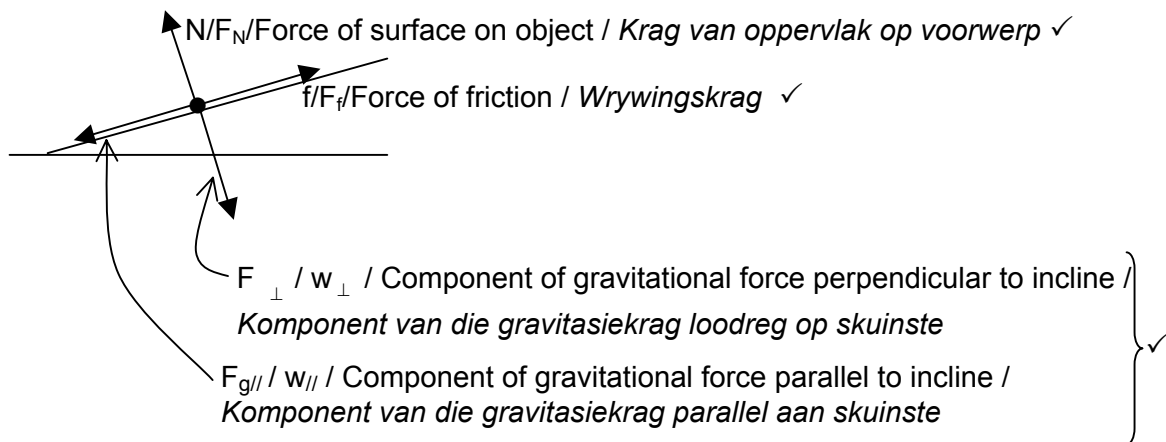 N/F_N/Force of surface on object / Krag van oppervlak op voorwerp ✓
f/F_f/Force of friction / Wrywingskrag ✓
F ⊥ / w⊥ / Component of gravitational force perpendicular to incline /
Komponent van die gravitasiekrag loodreg op skuinste
✓
F_g// / w_// / Component of gravitational force parallel to incline /
Komponent van die gravitasiekrag parallel aan skuinste